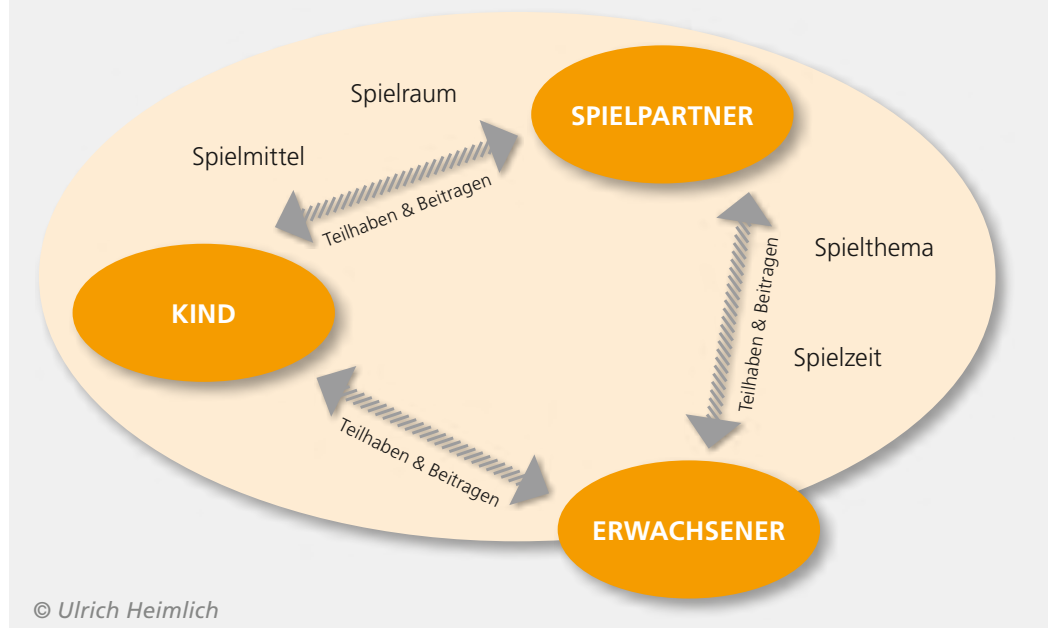 Spielraum
SPIELPARTNER
Spielmittel
Teilhaben & Beitragen
Spielthema
KIND
Teilhaben & Beitragen
Spielzeit
Teilhaben & Beitragen
ERWACHSENER
© Ulrich Heimlich